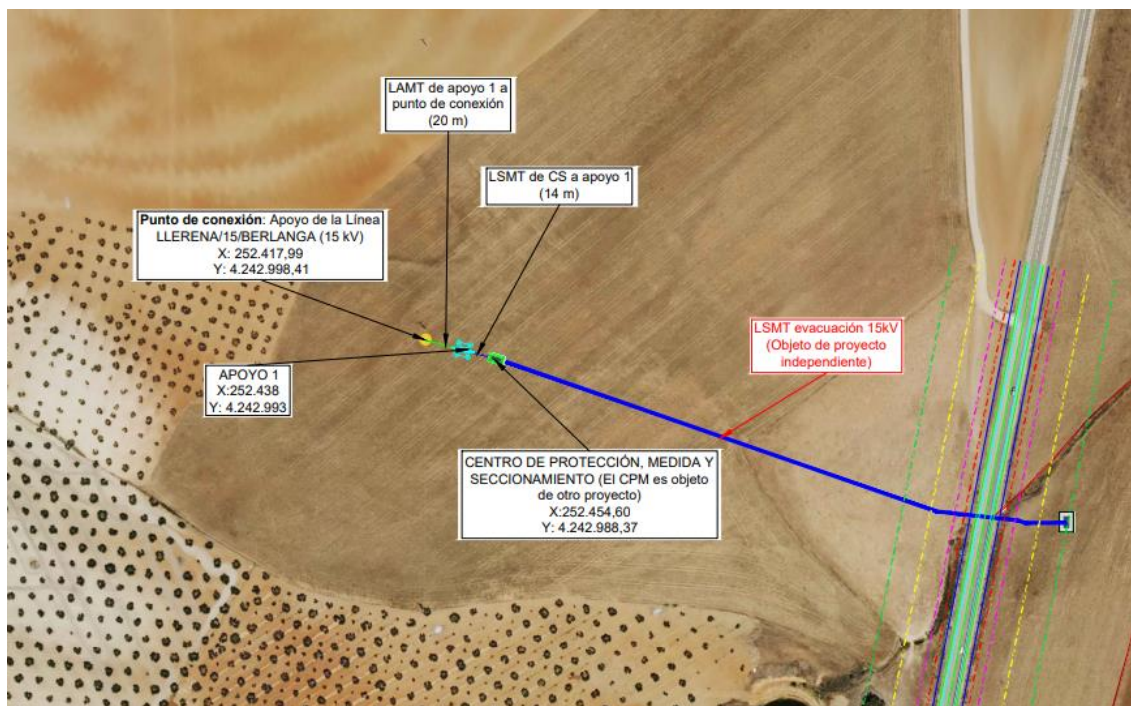 LAMT de apoyo 1 a
punto de conexión
(20 m)
LSMT de CS a apoyo 1
(14 m)
Punto de conexión: Apoyo de la Línea
LLERENA/15/BERLANGA (15 kV)
X: 252.417,99
Y: 4.242.998,41
LSMT evacuación 15kV
(Objeto de proyecto
independiente)
APOYO 1
X:252.438
Y: 4.242.993
CENTRO DE PROTECCIÓN, MEDIDA Y
SECCIONAMIENTO (El CPM es objeto
de otro proyecto)
X:252.454,60
Y: 4.242.988,37